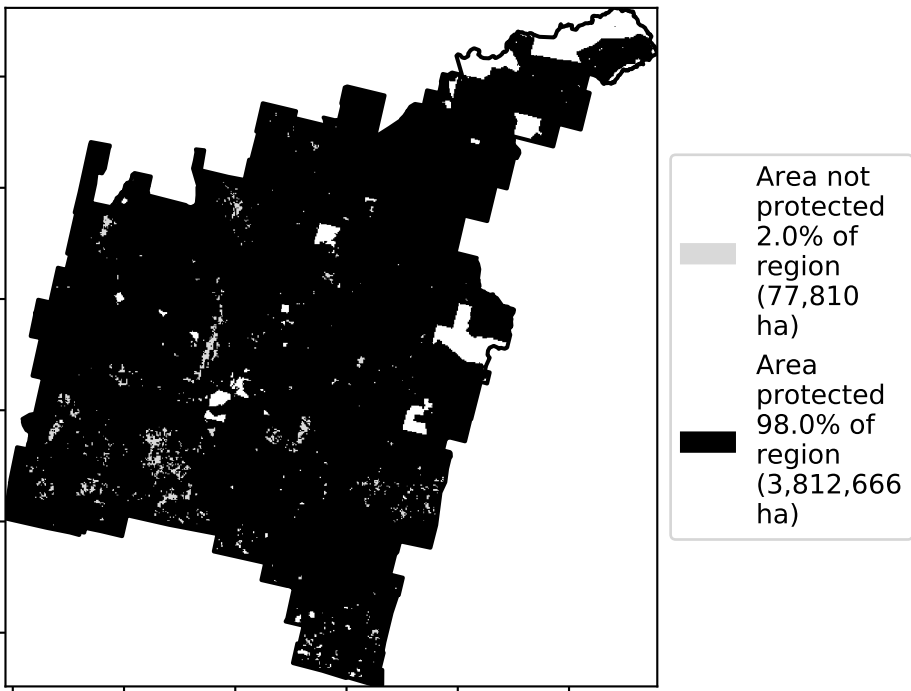 Area not
protected
2.0% of
region
(77,810
ha)
Area
protected
98.0% of
region
(3,812,666
ha)